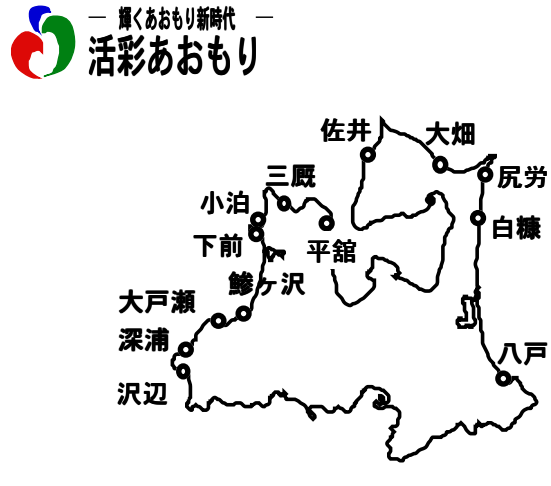 ― 輝くあおもり新時代 ―
活彩あおもり
佐井
大畑
三厩
尻労
小泊
白糠
下前
平舘
鰺ヶ沢
大戸瀬
深浦
八戸
沢辺